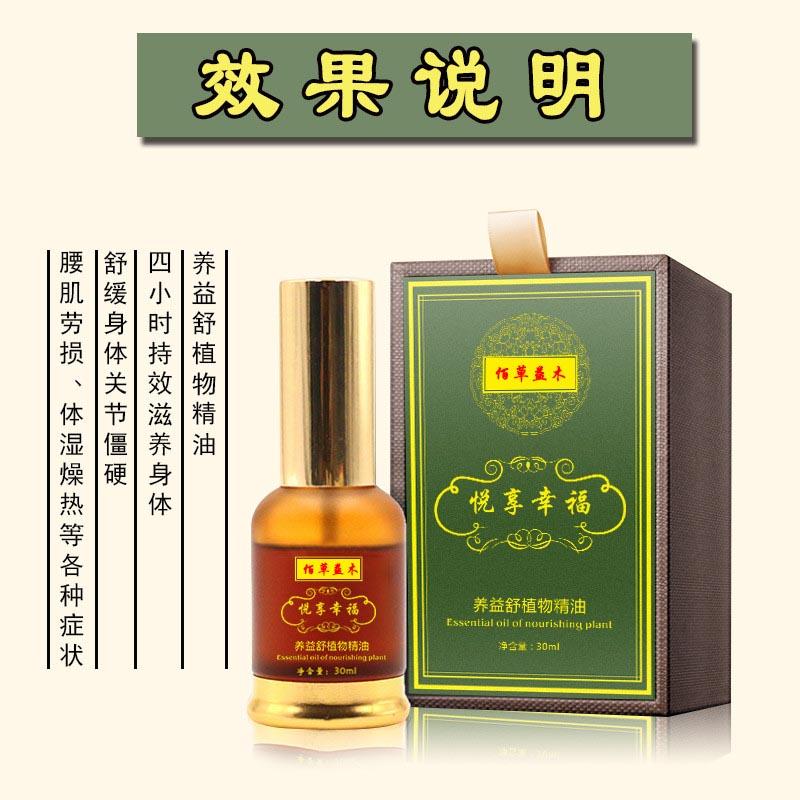 效果说明
养益舒植物精油
四小时持效滋养身体
舒缓身体关节僵硬
腰肌劳损、体湿燥热等各种症状
佰草益木
悦享幸福
养益舒植物精油
Essential oil of nourishing plant
净含量：30ml
佰草益木
悦享幸福
养益舒植物精油
Essential oil of nourishing plant
净含量：30ml